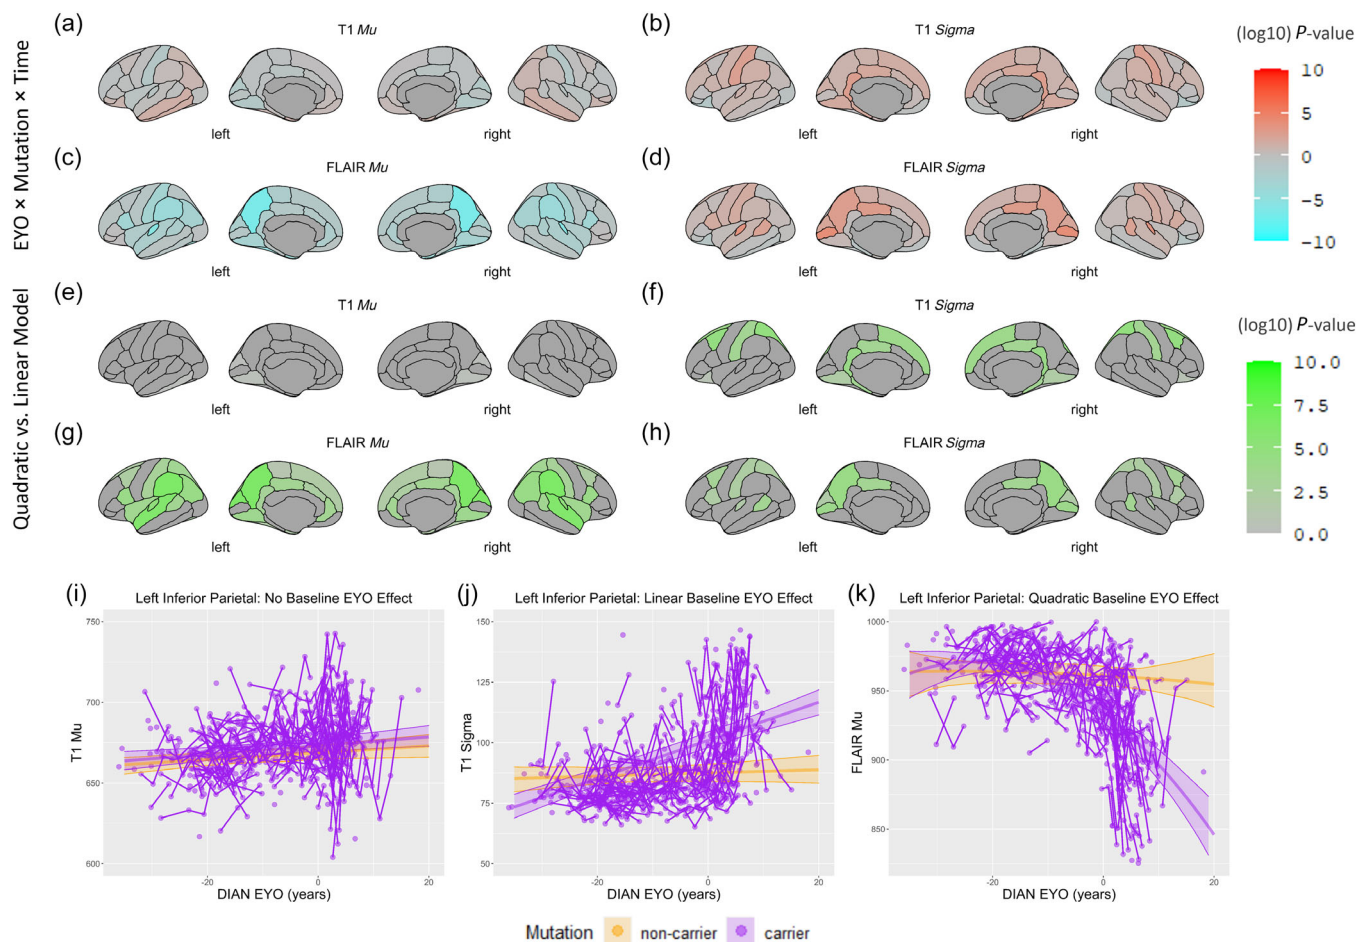 (a)
T1 Mu
(b)
T1 Sigma
(log10) P-value
left
right
left
right
(c)
FLAIR Mu
(d)
FLAIR Sigma
left
right
left
right
10
5
0
-5
-10
EYO × Mutation × Time
(e)
T1 Mu
(f)
T1 Sigma
(log10) P-value
left
right
left
right
(g)
FLAIR Mu
(h)
FLAIR Sigma
left
right
left
right
10.0
7.5
5.0
2.5
0.0
Quadratic vs. Linear Model
(i)
Left Inferior Parietal: No Baseline EYO Effect
750
700
650
600
T1 Mu
-20
0
20
DIAN EYO (years)
(j)
Left Inferior Parietal: Linear Baseline EYO Effect
150
125
100
75
50
T1 Sigma
-20
0
20
DIAN EYO (years)
(k)
Left Inferior Parietal: Quadratic Baseline EYO Effect
1000
950
900
850
FLAIR Mu
-20
0
20
DIAN EYO (years)
Mutation non-carrier carrier